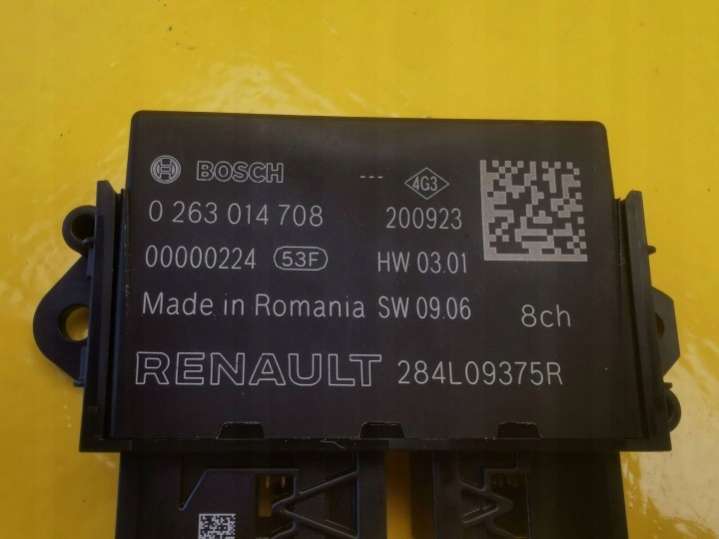 BOSCH --- 4G3
0 263 014 708 200923
00000224 53F HW 03.01
Made in Romania SW 09.06 8ch
RENAULT 284L09375R